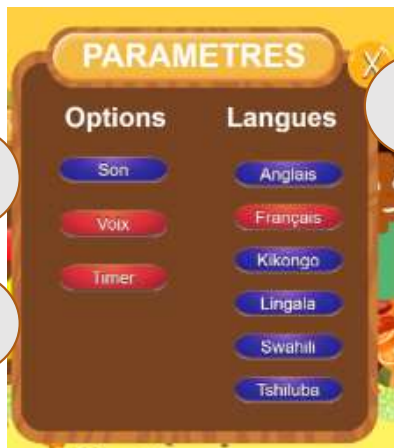 PARAMETRES
Options
Son
Voix
Timer
Langues
Anglais
Français
Kikongo
Lingala
Swahili
Tshiluba